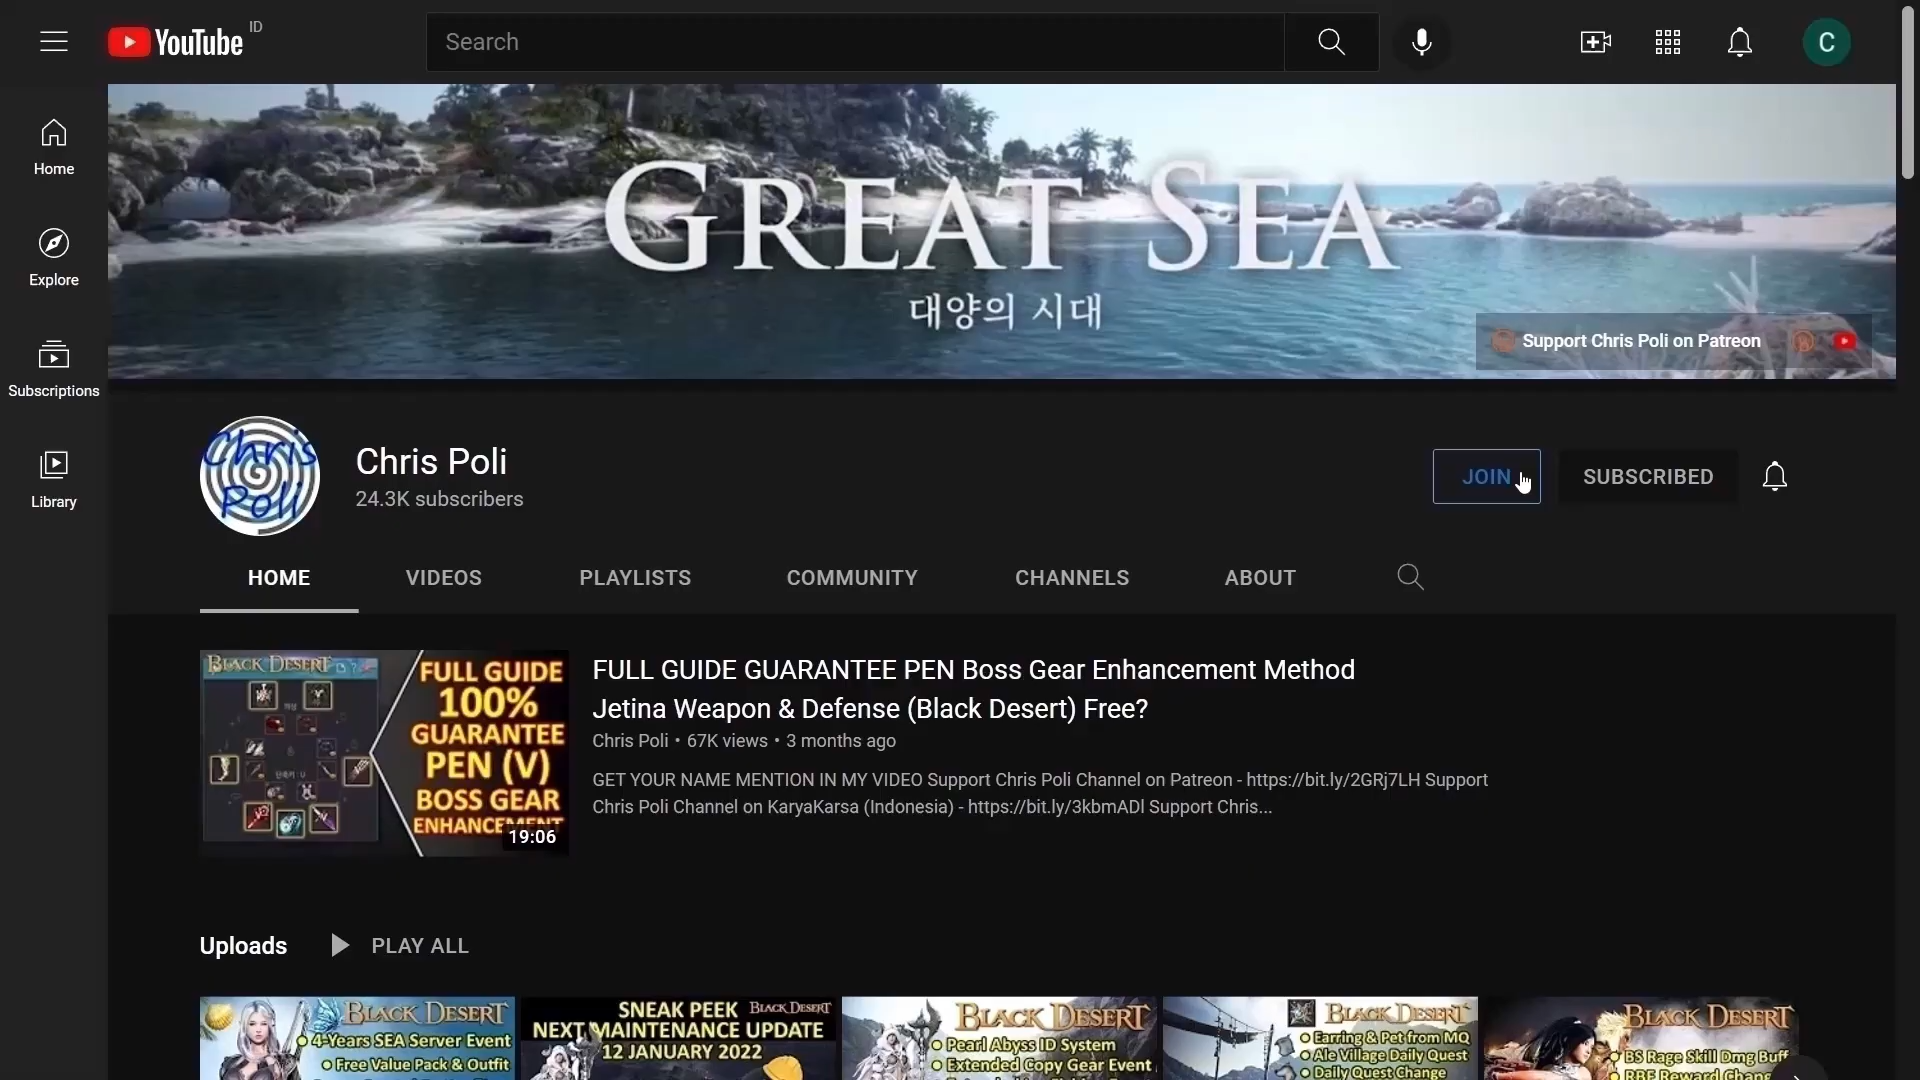 YouTube ID
Search
C
Home
Explore
Subscriptions
Library
GREAT SEA
대양의 시대
Support Chris Poli on Patreon
Chris Poli
Chris Poli
24.3K subscribers
JOIN
SUBSCRIBED
HOME VIDEOS PLAYLISTS COMMUNITY CHANNELS ABOUT
BLACK DESERT
FULL GUIDE
100%
GUARANTEE
PEN (V)
BOSS GEAR
ENHANCEMENT
19:06
FULL GUIDE GUARANTEE PEN Boss Gear Enhancement Method
Jetina Weapon & Defense (Black Desert) Free?
Chris Poli • 67K views • 3 months ago
GET YOUR NAME MENTION IN MY VIDEO Support Chris Poli Channel on Patreon - https://bit.ly/2GRj7LH Support
Chris Poli Channel on KaryaKarsa (Indonesia) - https://bit.ly/3kbmADl Support Chris...
Uploads PLAY ALL
BLACK DESERT
4-Years SEA Server Event
Free Value Pack & Outfit
SNEAK PEEK BLACK DESERT
NEXT MAINTENANCE UPDATE
12 JANUARY 2022
BLACK DESERT
Pearl Abyss ID System
Extended Copy Gear Event
BLACK DESERT
Earring & Pet from MQ
Ale Village Daily Quest
Daily Quest Change
BLACK DESERT
BS Rage Skill Dmg Buff
RBF Reward Change